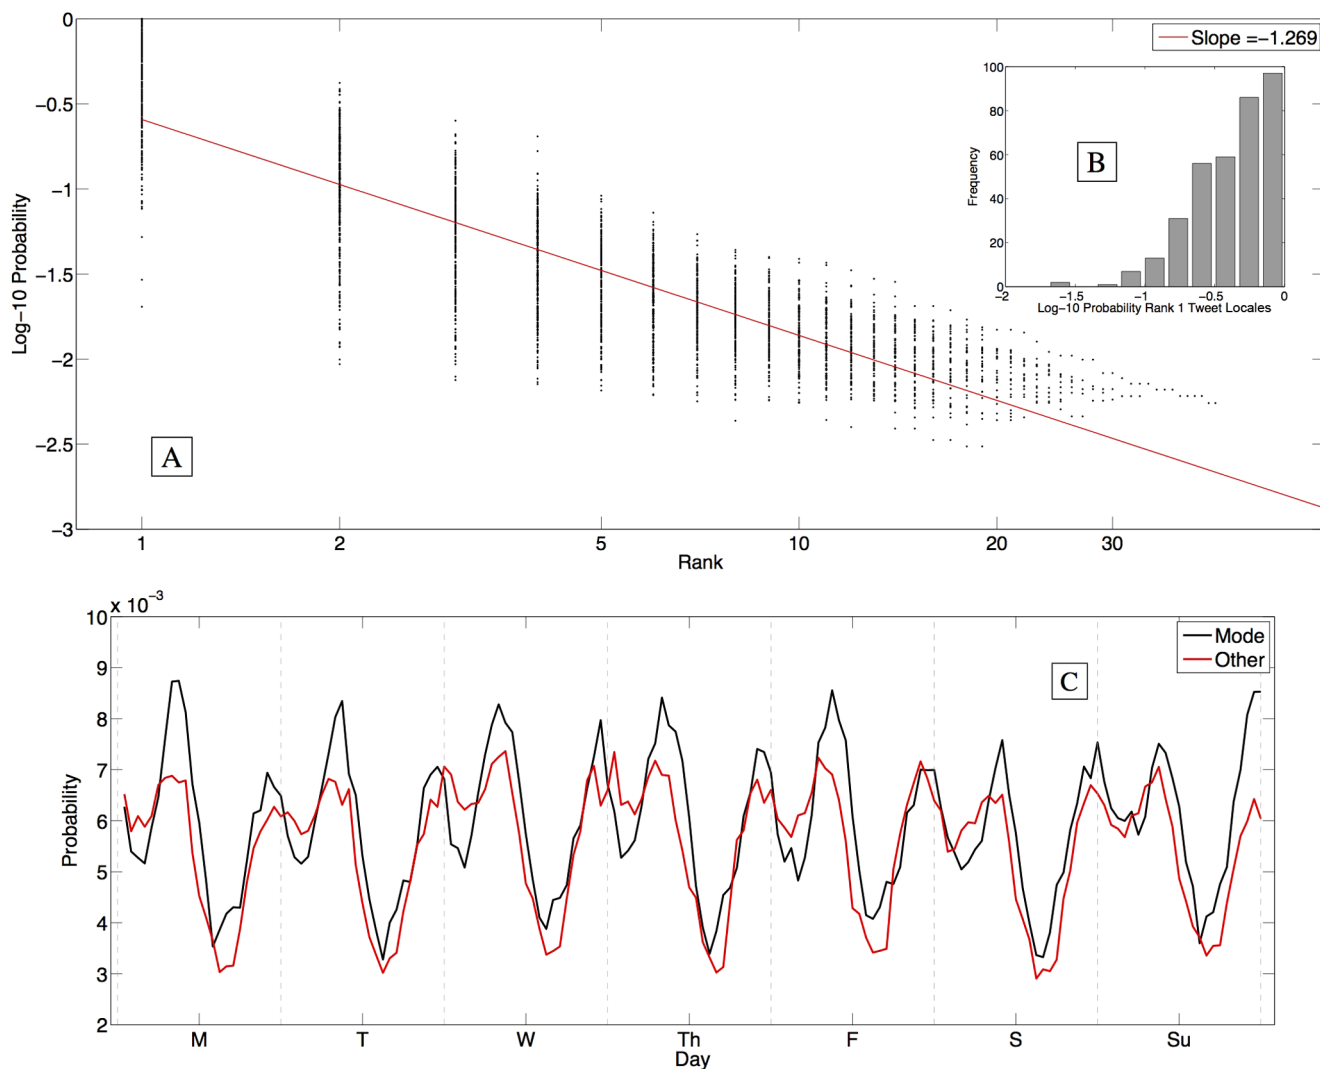 0
−0.5
−1
−1.5
−2
−2.5
−3
Log−10 Probability
1
2
5
10
20
30
Rank
Slope =−1.269
A
100
80
60
40
20
0
Frequency
B
−2
−1.5
−1
−0.5
0
Log−10 Probability Rank 1 Tweet Locales
x 10⁻³
10
9
8
7
6
5
4
3
2
Probability
Mode
Other
C
M
T
W
Th
F
S
Su
Day